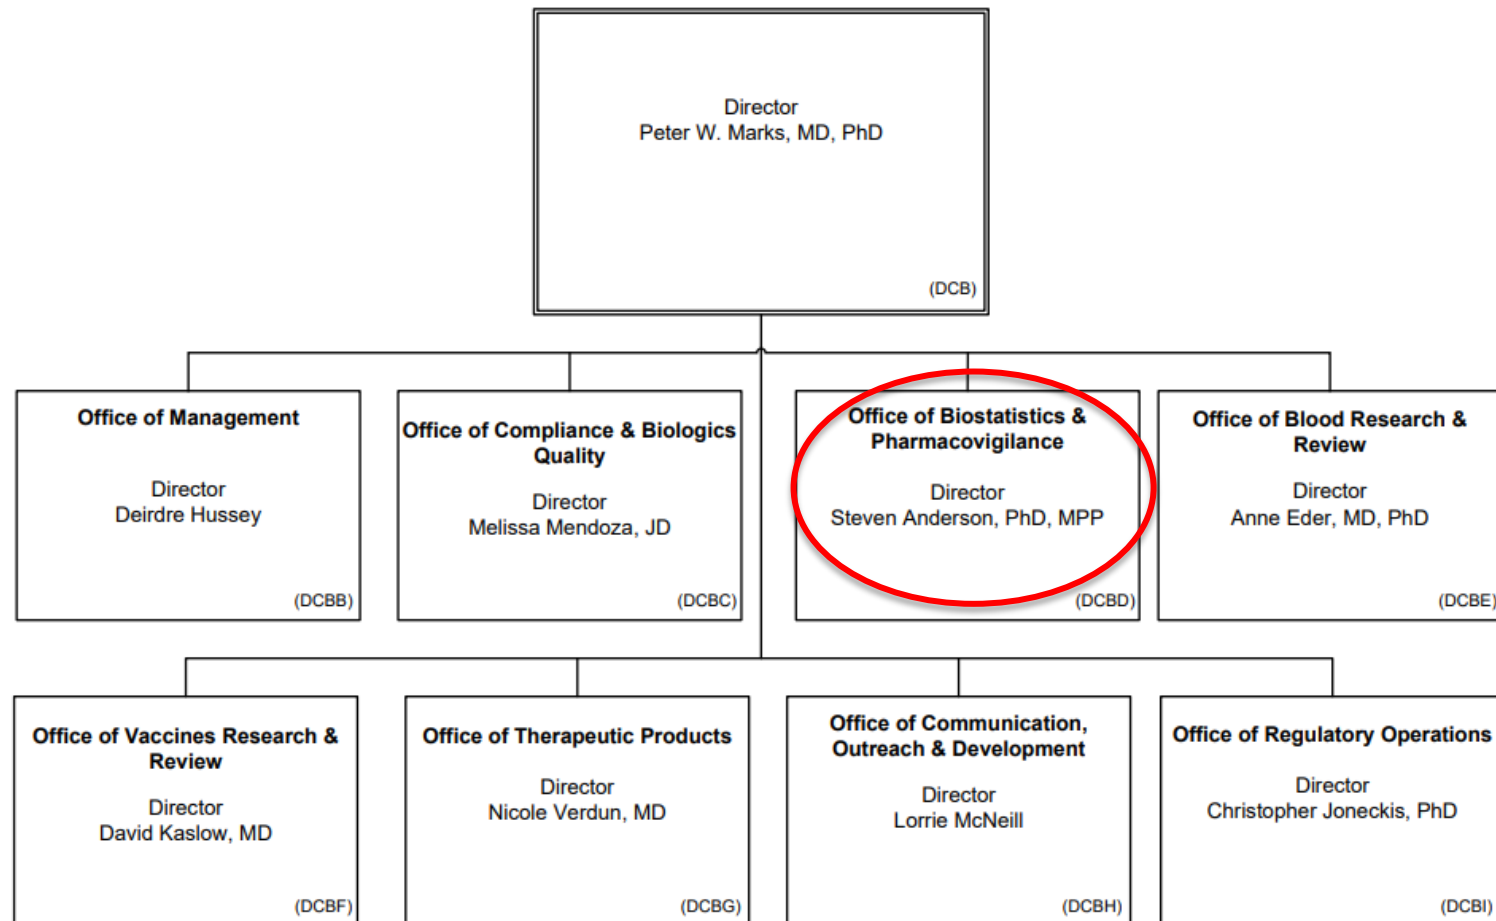 Director
Peter W. Marks, MD, PhD
(DCB)
Office of Management
Director
Deirdre Hussey
(DCBB)
Office of Compliance & Biologics
Quality
Director
Melissa Mendoza, JD
(DCBC)
Office of Biostatistics &
Pharmacovigilance
Director
Steven Anderson, PhD, MPP
(DCBD)
Office of Blood Research &
Review
Director
Anne Eder, MD, PhD
(DCBE)
Office of Vaccines Research &
Review
Director
David Kaslow, MD
(DCBF)
Office of Therapeutic Products
Director
Nicole Verdun, MD
(DCBG)
Office of Communication,
Outreach & Development
Director
Lorrie McNeill
(DCBH)
Office of Regulatory Operations
Director
Christopher Joneckis, PhD
(DCBI)